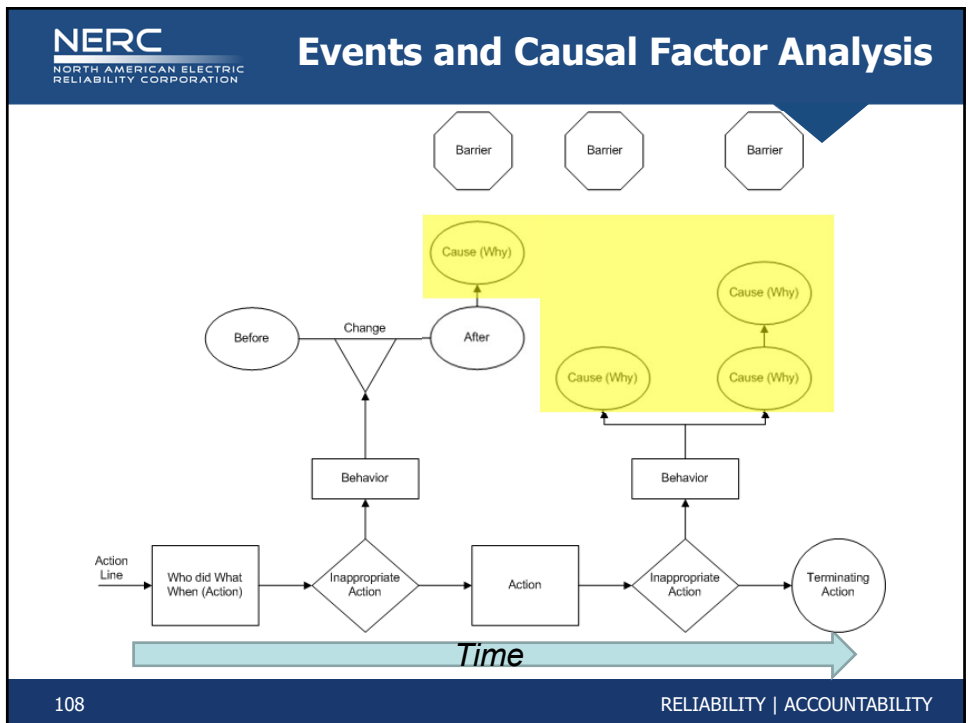 NERC
NORTH AMERICAN ELECTRIC
RELIABILITY CORPORATION
Events and Causal Factor Analysis
Barrier
Barrier
Barrier
Cause (Why)
Cause (Why)
Before
Change
After
Cause (Why)
Cause (Why)
Behavior
Behavior
Action
Line
Who did What
When (Action)
Inappropriate
Action
Action
Inappropriate
Action
Terminating
Action
Time
108
RELIABILITY | ACCOUNTABILITY